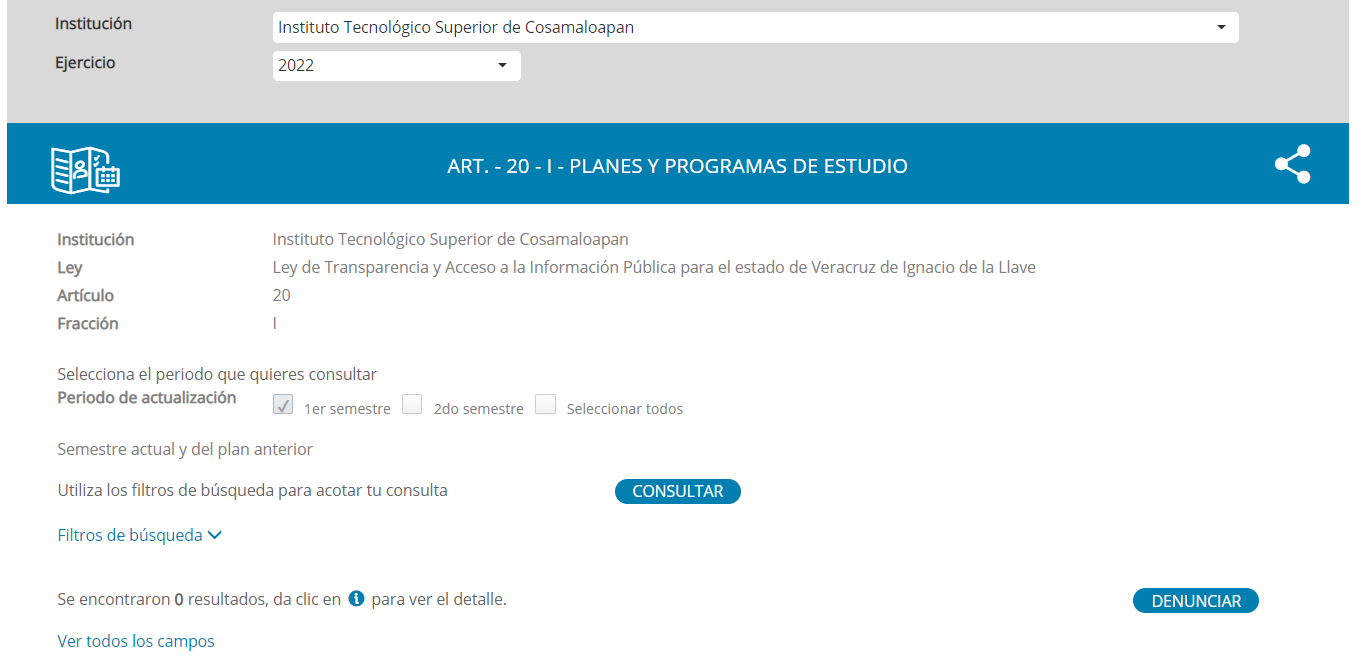 Institución Instituto Tecnológico Superior de Cosamaloapan
Ejercicio 2022
ART. - 20 - I - PLANES Y PROGRAMAS DE ESTUDIO
Institución Instituto Tecnológico Superior de Cosamaloapan
Ley Ley de Transparencia y Acceso a la Información Pública para el estado de Veracruz de Ignacio de la Llave
Artículo 20
Fracción I
Selecciona el periodo que quieres consultar
Periodo de actualización 1er semestre 2do semestre Seleccionar todos
Semestre actual y del plan anterior
Utiliza los filtros de búsqueda para acotar tu consulta CONSULTAR
Filtros de búsqueda
Se encontraron 0 resultados, da clic en i para ver el detalle. DENUNCIAR
Ver todos los campos